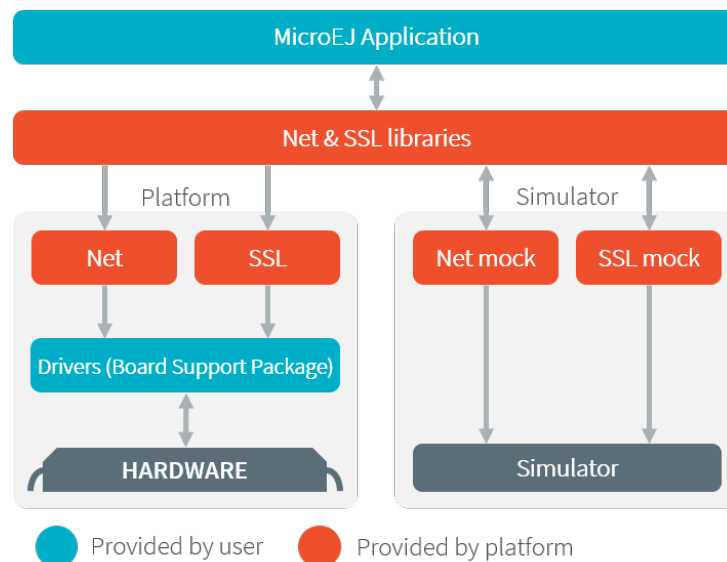 MicroEJ Application
Net & SSL libraries
Platform
Simulator
Net
SSL
Net mock
SSL mock
Drivers (Board Support Package)
HARDWARE
Simulator
Provided by user
Provided by platform